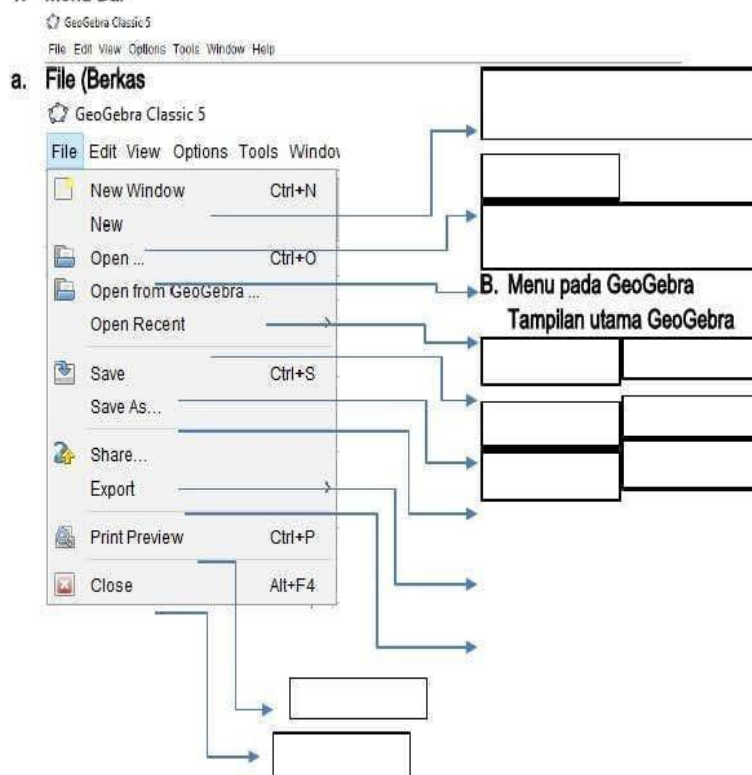 1. Menu Bar
GeoGebra Classic 5
File Edit View Options Tools Window Help
a. File (Berkas
GeoGebra Classic 5
File Edit View Options Tools Window
New Window Ctrl+N
New
Open ... Ctrl+O
Open from GeoGebra ...
Open Recent
Save Ctrl+S
Save As...
Share...
Export
Print Preview Ctrl+P
Close Alt+F4
B. Menu pada GeoGebra
Tampilan utama GeoGebra